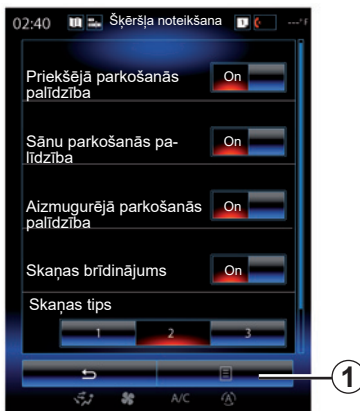 02:40 Šķēršļa noteikšana ---°F
Priekšējā parkošanās
palīdzība
On
Sānu parkošanās pa-
līdzība
On
Aizmugurējā parkošanās
palīdzība
On
Skaņas brīdinājums
On
Skaņas tips
1 2 3
1
A/C